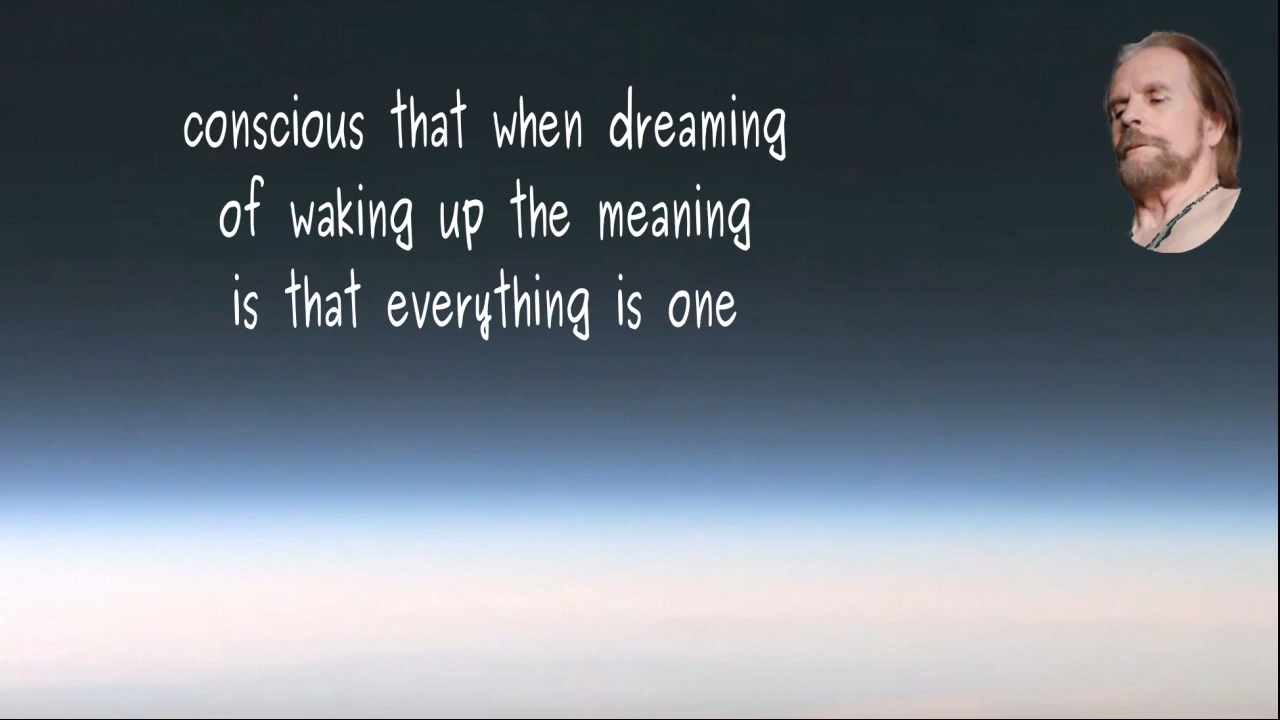 conscious that when dreaming
of waking up the meaning
is that everything is one